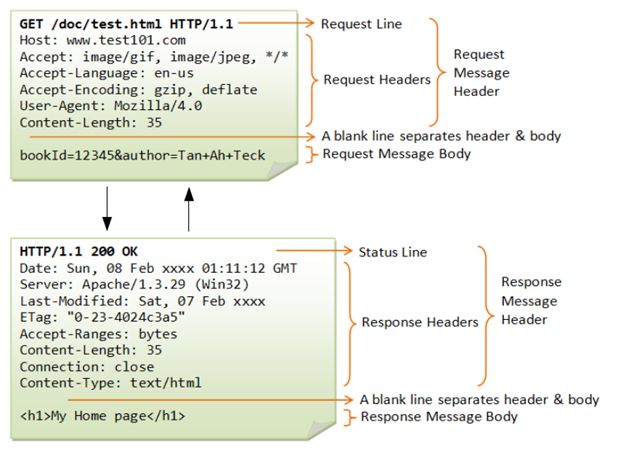 GET /doc/test.html HTTP/1.1
Request Line
Host: www.test101.com
Accept: image/gif, image/jpeg, */*
Accept-Language: en-us
Accept-Encoding: gzip, deflate
User-Agent: Mozilla/4.0
Content-Length: 35
Request Headers
Request
Message
Header
A blank line separates header & body
bookId=12345&author=Tan+Ah+Teck
Request Message Body
HTTP/1.1 200 OK
Status Line
Date: Sun, 08 Feb xxxx 01:11:12 GMT
Server: Apache/1.3.29 (Win32)
Last-Modified: Sat, 07 Feb xxxx
ETag: "0-23-4024c3a5"
Accept-Ranges: bytes
Content-Length: 35
Connection: close
Content-Type: text/html
Response Headers
Response
Message
Header
A blank line separates header & body
<h1>My Home page</h1>
Response Message Body